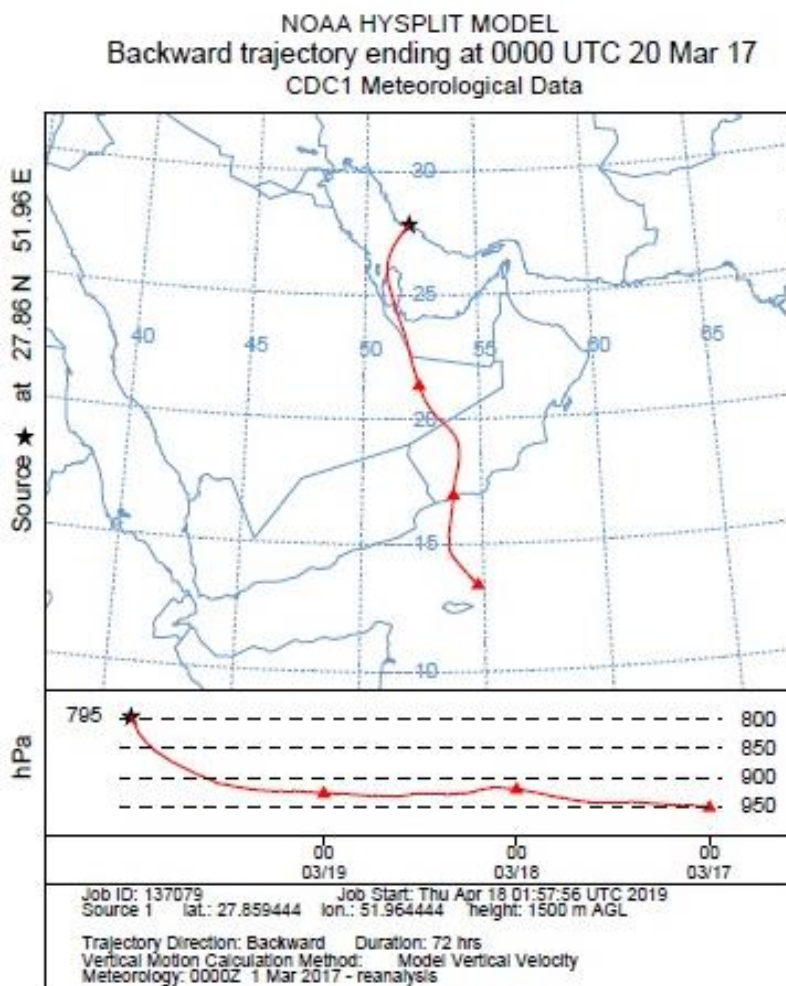 NOAA HYSPLIT MODEL
Backward trajectory ending at 0000 UTC 20 Mar 17
CDC1 Meteorological Data
Source ★ at 27.86 N 51.96 E
30
25
40
45
50
55
60
65
20
15
10
hPa
795
800
850
900
950
00
03/19
00
03/18
00
03/17
Job ID: 137079 Job Start: Thu Apr 18 01:57:56 UTC 2019
Source 1 lat.: 27.859444 lon.: 51.964444 height: 1500 m AGL
Trajectory Direction: Backward Duration: 72 hrs
Vertical Motion Calculation Method: Model Vertical Velocity
Meteorology: 0000Z 1 Mar 2017 - reanalysis